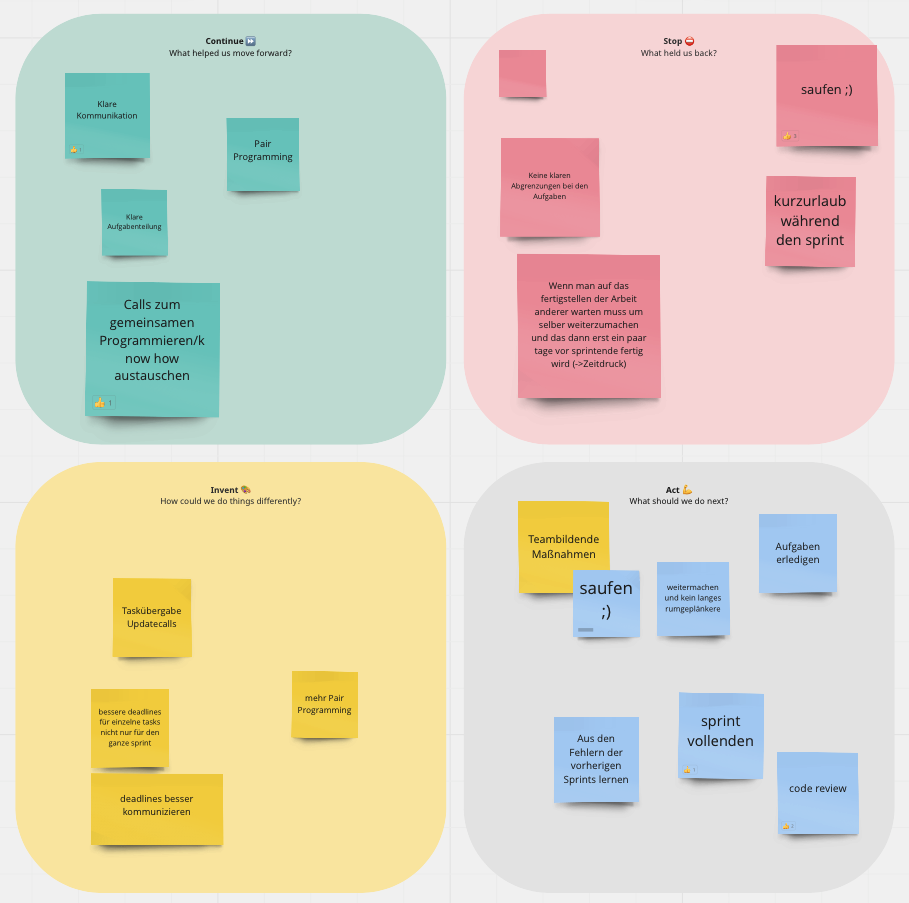 Continue ⏩
What helped us move forward?
Klare
Kommunikation
Pair
Programming
Klare
Aufgabenteilung
Calls zum
gemeinsamen
Programmieren/k
now how
austauschen
👍 1
Stop ⛔
What held us back?
saufen ;)
Keine klaren
Abgrenzungen bei den
Aufgaben
kurzurlaub
während
den sprint
Wenn man auf das
fertigstellen der Arbeit
anderer warten muss um
selber weiterzumachen
und das dann erst ein paar
tage vor sprintende fertig
wird (->Zeitdruck)
Invent 🎨
How could we do things differently?
Taskübergabe
Updatecalls
bessere deadlines
für einzelne tasks
nicht nur für den
ganze sprint
mehr Pair
Programming
deadlines besser
kommunizieren
Act 💪
What should we do next?
Teambildende
Maßnahmen
saufen
;)
weitermachen
und kein langes
rumgeplänkere
Aufgaben
erledigen
Aus den
Fehlern der
vorherigen
Sprints lernen
sprint
vollenden
code review